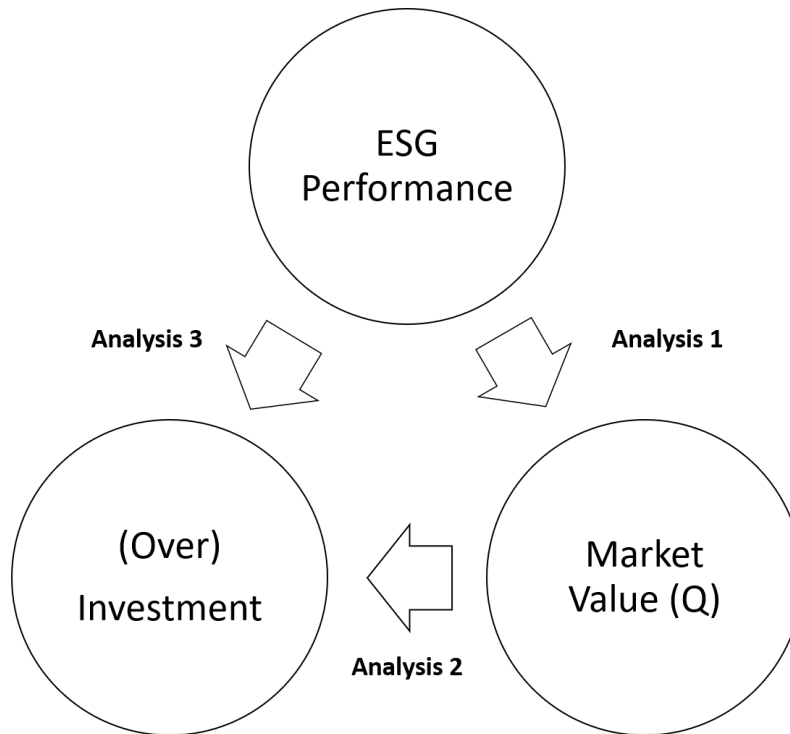 ESG
Performance
Analysis 3
Analysis 1
(Over)
Investment
Market
Value (Q)
Analysis 2